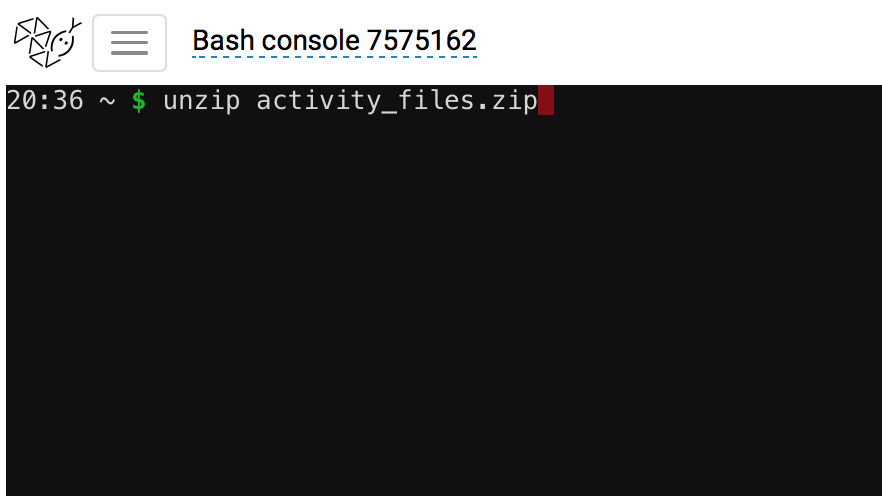 Bash console 7575162
20:36 ~ $ unzip activity_files.zip